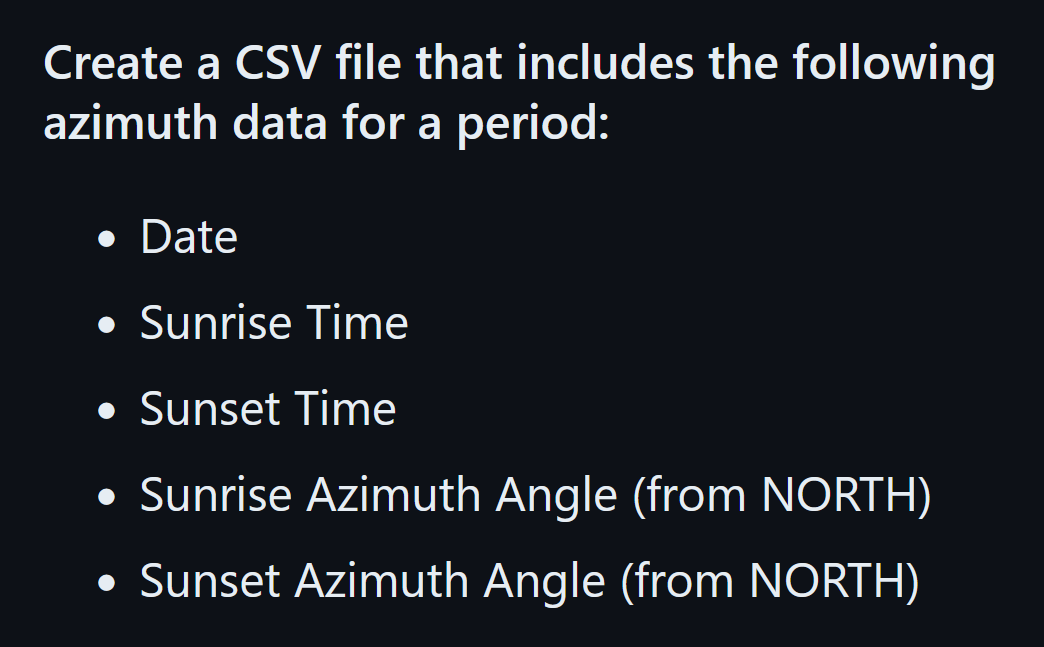 Create a CSV file that includes the following
azimuth data for a period:
• Date
• Sunrise Time
• Sunset Time
• Sunrise Azimuth Angle (from NORTH)
• Sunset Azimuth Angle (from NORTH)